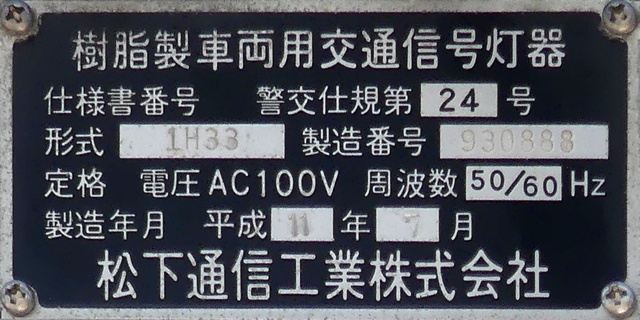 樹脂製車両用交通信号灯器
仕様書番号 警交仕規第 24 号
形式 1H33 製造番号 930888
定格 電圧AC100V 周波数 50/60 Hz
製造年月 平成 11 年 7 月
松下通信工業株式会社